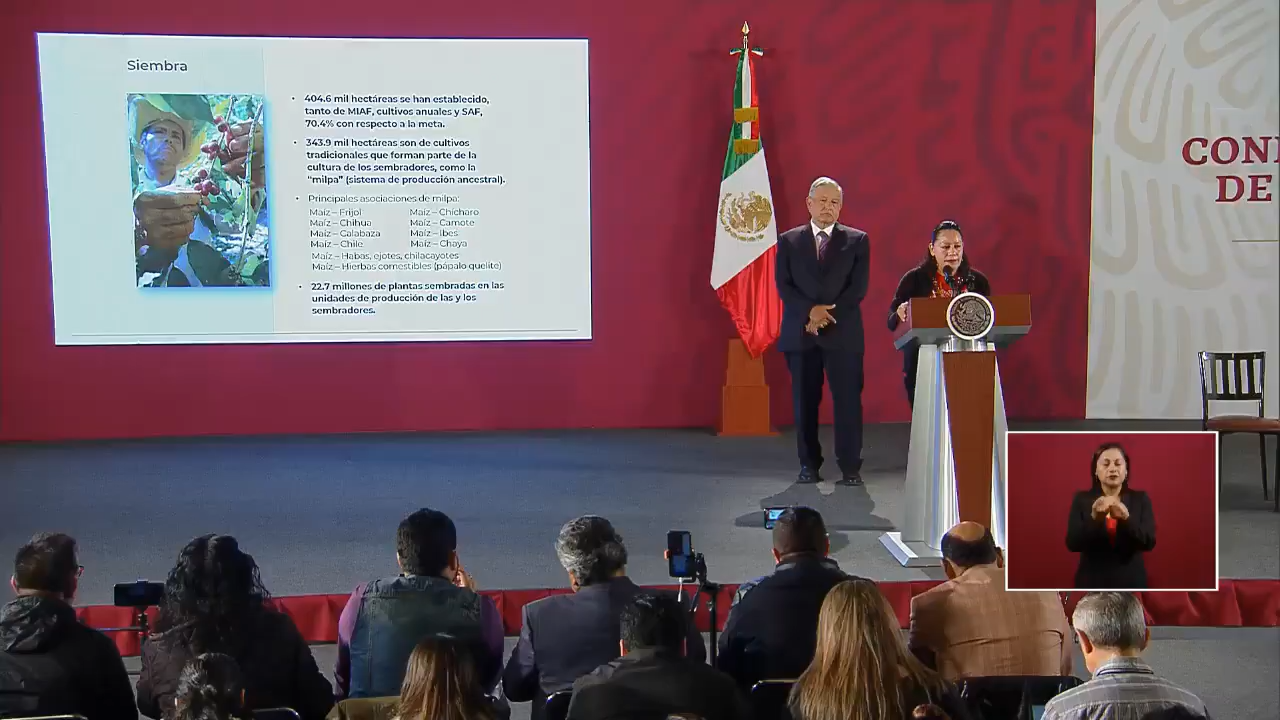 Siembra
• 404.6 mil hectáreas se han establecido,
tanto de MIAF, cultivos anuales y SAF,
70.4% con respecto a la meta.
• 343.9 mil hectáreas son de cultivos
tradicionales que forman parte de la
cultura de los sembradores, como la
"milpa" (sistema de producción ancestral).
• Principales asociaciones de milpa:
Maíz – Frijol Maíz – Chícharo
Maíz – Chihua Maíz – Camote
Maíz – Calabaza Maíz – Ibes
Maíz – Chile Maíz – Chaya
Maíz – Habas, ejotes, chilacayotes
Maíz – Hierbas comestibles (pápalo quelite)
• 22.7 millones de plantas sembradas en las
unidades de producción de las y los
sembradores.
CON
DE